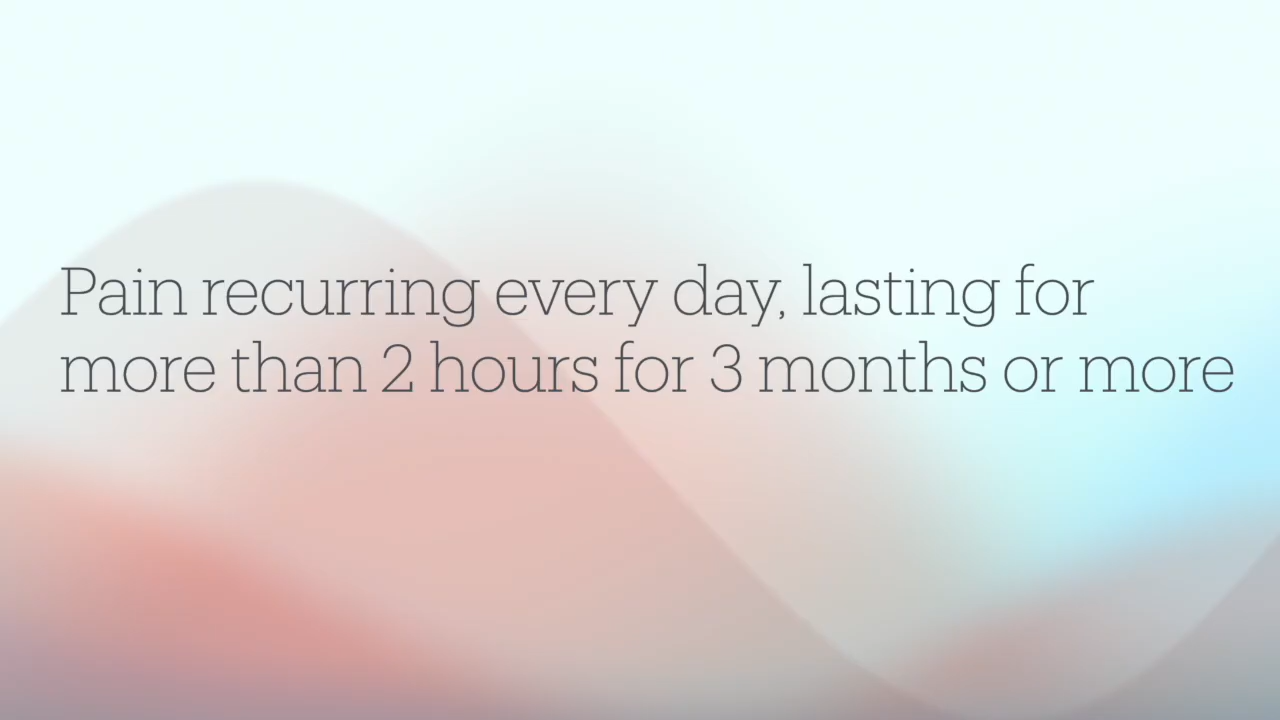 Pain recurring every day, lasting for
more than 2 hours for 3 months or more